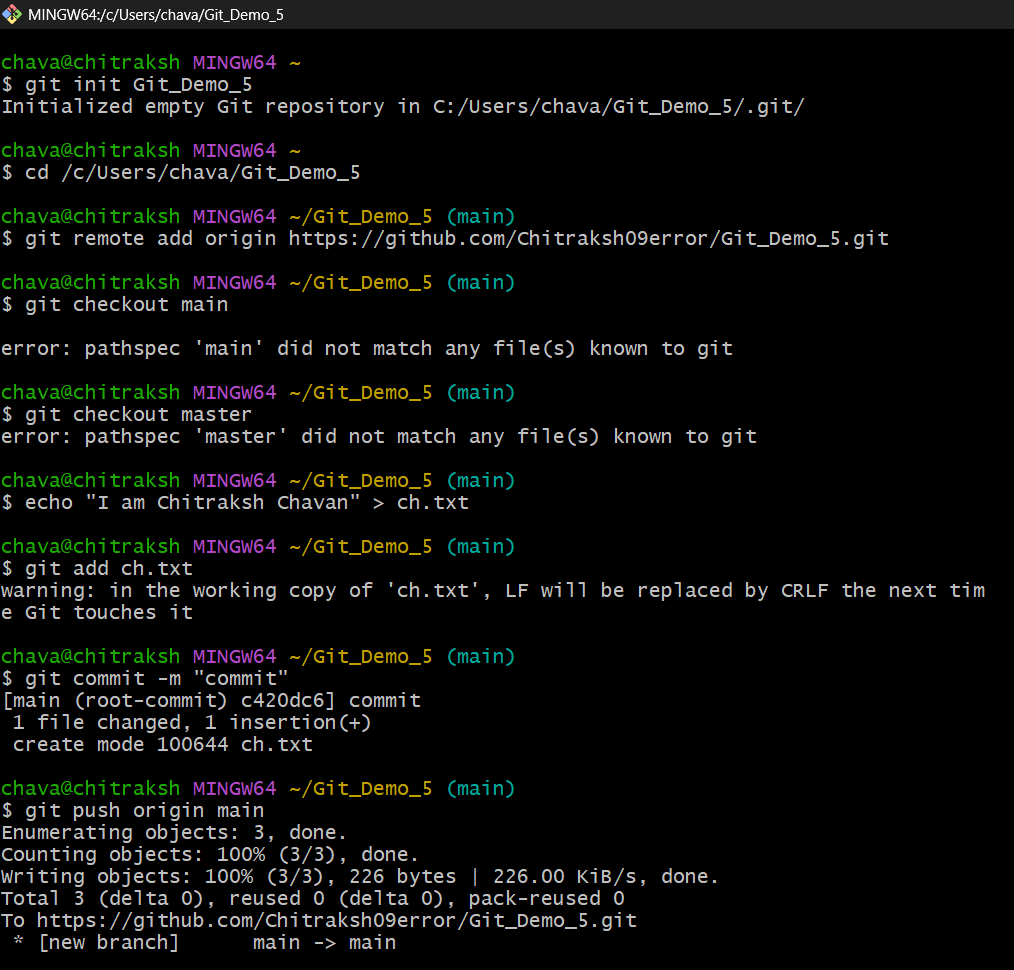 MINGW64:/c/Users/chava/Git_Demo_5
chava@chitraksh MINGW64 ~
$ git init Git_Demo_5
Initialized empty Git repository in C:/Users/chava/Git_Demo_5/.git/
chava@chitraksh MINGW64 ~
$ cd /c/Users/chava/Git_Demo_5
chava@chitraksh MINGW64 ~/Git_Demo_5 (main)
$ git remote add origin https://github.com/Chitraksh09error/Git_Demo_5.git
chava@chitraksh MINGW64 ~/Git_Demo_5 (main)
$ git checkout main
error: pathspec 'main' did not match any file(s) known to git
chava@chitraksh MINGW64 ~/Git_Demo_5 (main)
$ git checkout master
error: pathspec 'master' did not match any file(s) known to git
chava@chitraksh MINGW64 ~/Git_Demo_5 (main)
$ echo "I am Chitraksh Chavan" > ch.txt
chava@chitraksh MINGW64 ~/Git_Demo_5 (main)
$ git add ch.txt
warning: in the working copy of 'ch.txt', LF will be replaced by CRLF the next tim
e Git touches it
chava@chitraksh MINGW64 ~/Git_Demo_5 (main)
$ git commit -m "commit"
[main (root-commit) c420dc6] commit
 1 file changed, 1 insertion(+)
 create mode 100644 ch.txt
chava@chitraksh MINGW64 ~/Git_Demo_5 (main)
$ git push origin main
Enumerating objects: 3, done.
Counting objects: 100% (3/3), done.
Writing objects: 100% (3/3), 226 bytes | 226.00 KiB/s, done.
Total 3 (delta 0), reused 0 (delta 0), pack-reused 0
To https://github.com/Chitraksh09error/Git_Demo_5.git
 * [new branch]      main -> main